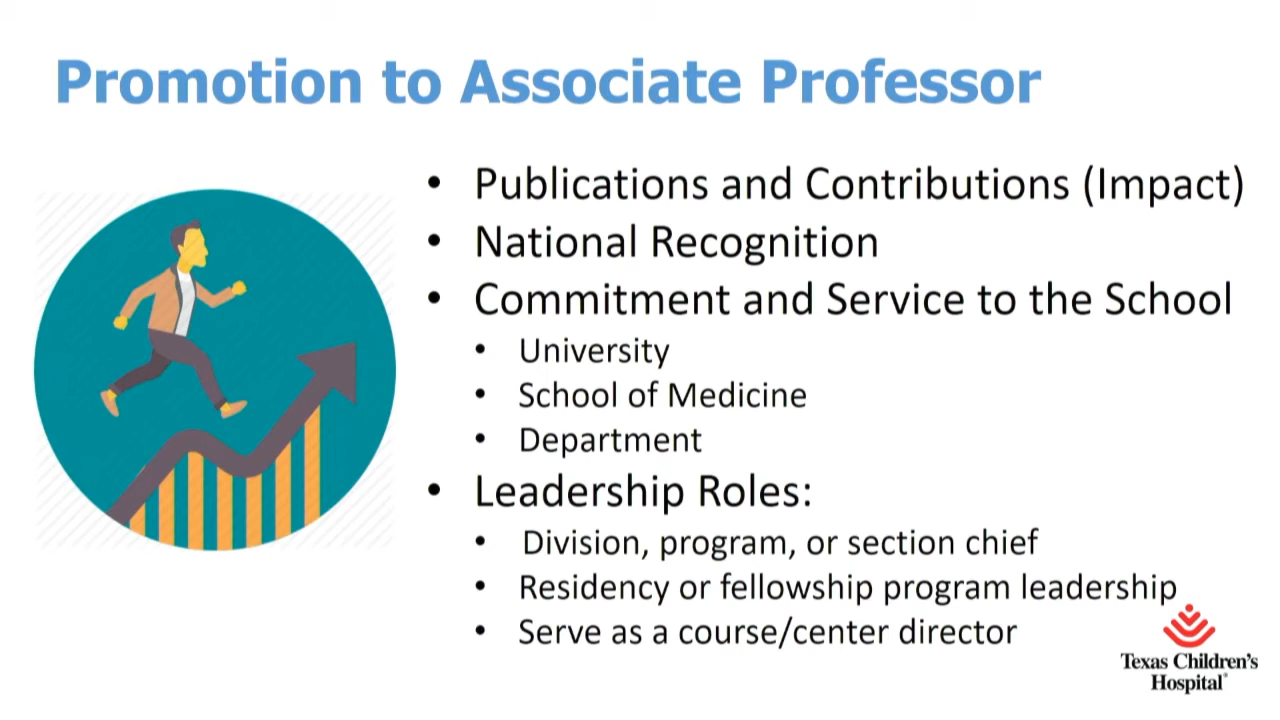 Promotion to Associate Professor
• Publications and Contributions (Impact)
• National Recognition
• Commitment and Service to the School
• University
• School of Medicine
• Department
• Leadership Roles:
• Division, program, or section chief
• Residency or fellowship program leadership
• Serve as a course/center director
Texas Children's
Hospital®